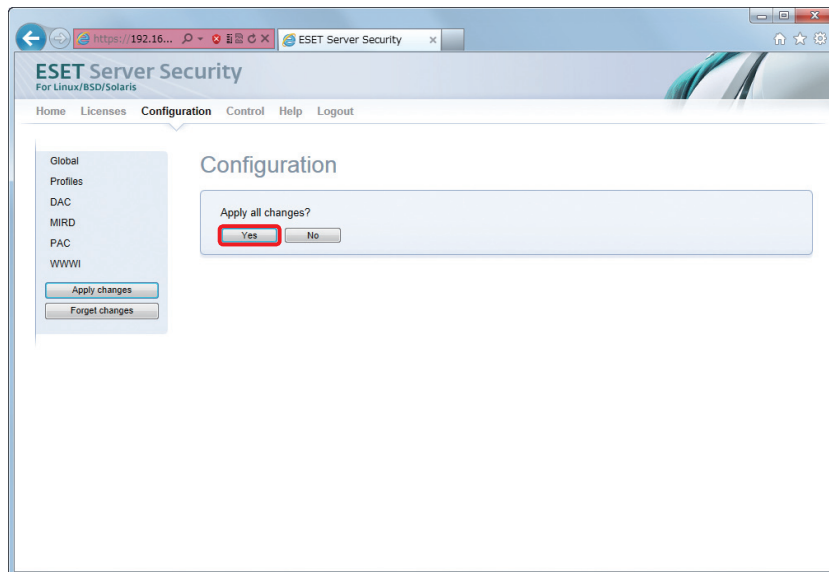 https://192.16...
ESET Server Security
ESET Server Security
For Linux/BSD/Solaris
Home Licenses Configuration Control Help Logout
Global
Profiles
DAC
MIRD
PAC
WWWI
Apply changes
Forget changes
Configuration
Apply all changes?
Yes No